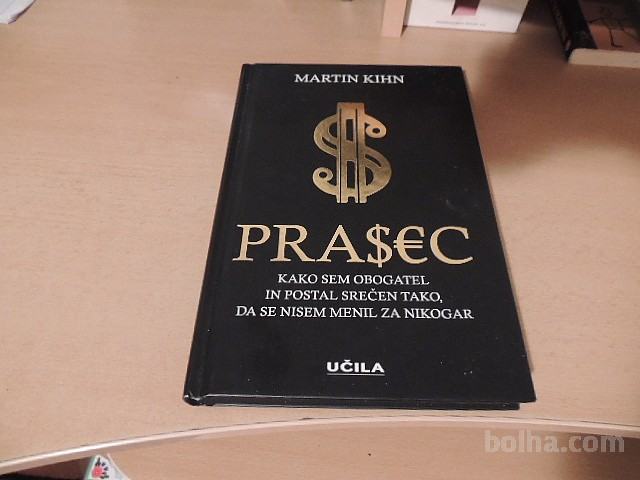 MARTIN KIHN
$
PRA$€C
KAKO SEM OBOGATEL
IN POSTAL SREČEN TAKO,
DA SE NISEM MENIL ZA NIKOGAR
UČILA
bolha.com